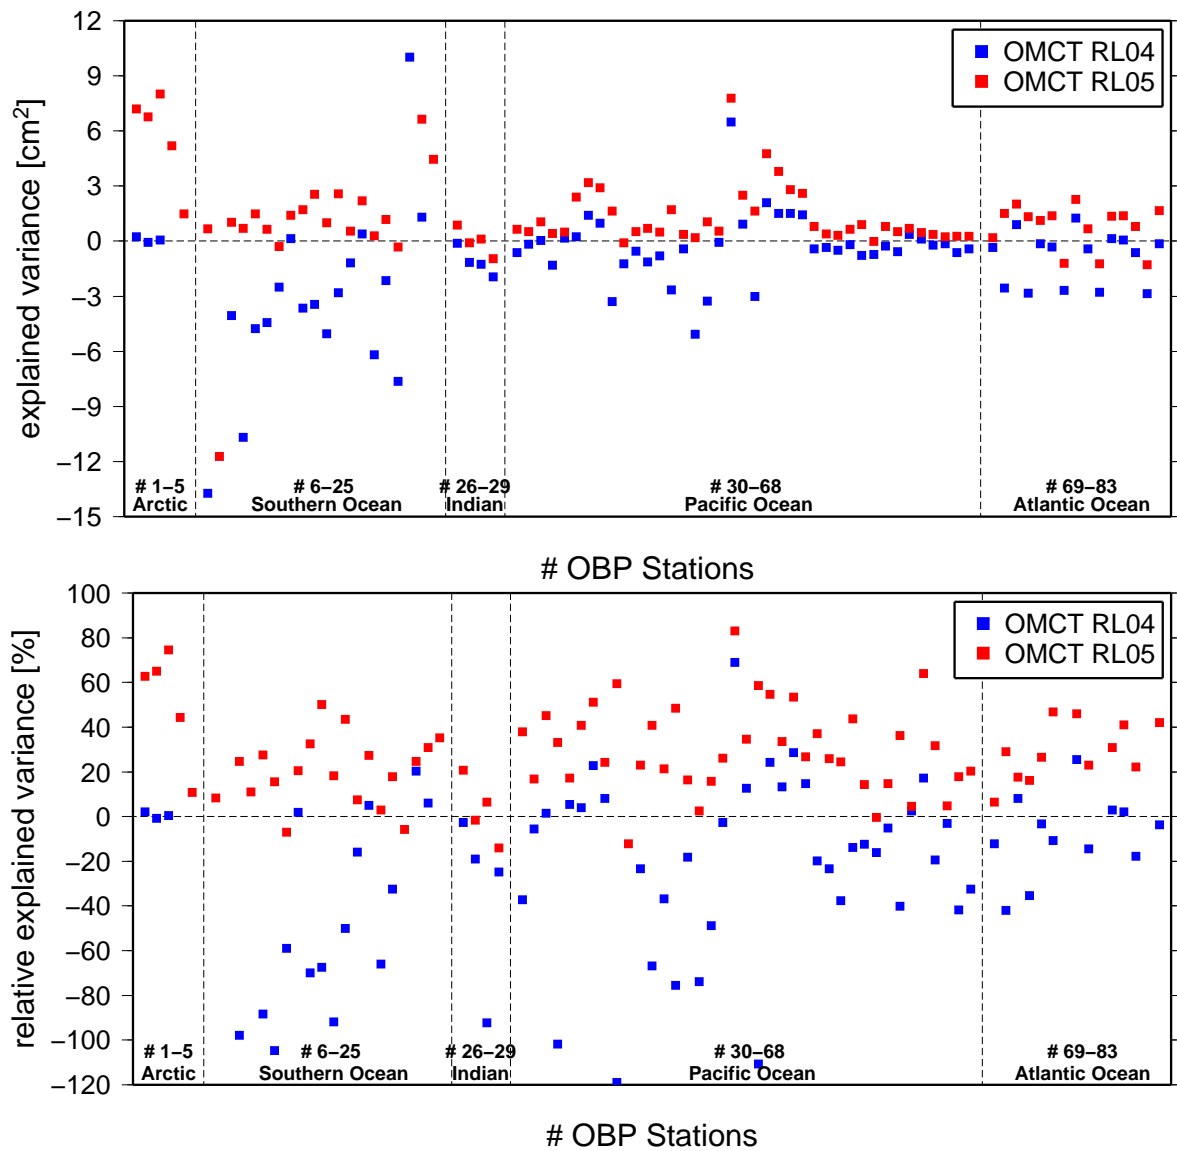 12
9
6
3
0
−3
−6
−9
−12
−15
explained variance [cm²]
OMCT RL04
OMCT RL05
# 1−5
Arctic
# 6−25
Southern Ocean
# 26−29
Indian
# 30−68
Pacific Ocean
# 69−83
Atlantic Ocean
# OBP Stations
100
80
60
40
20
0
−20
−40
−60
−80
−100
−120
relative explained variance [%]
OMCT RL04
OMCT RL05
# 1−5
Arctic
# 6−25
Southern Ocean
# 26−29
Indian
# 30−68
Pacific Ocean
# 69−83
Atlantic Ocean
# OBP Stations